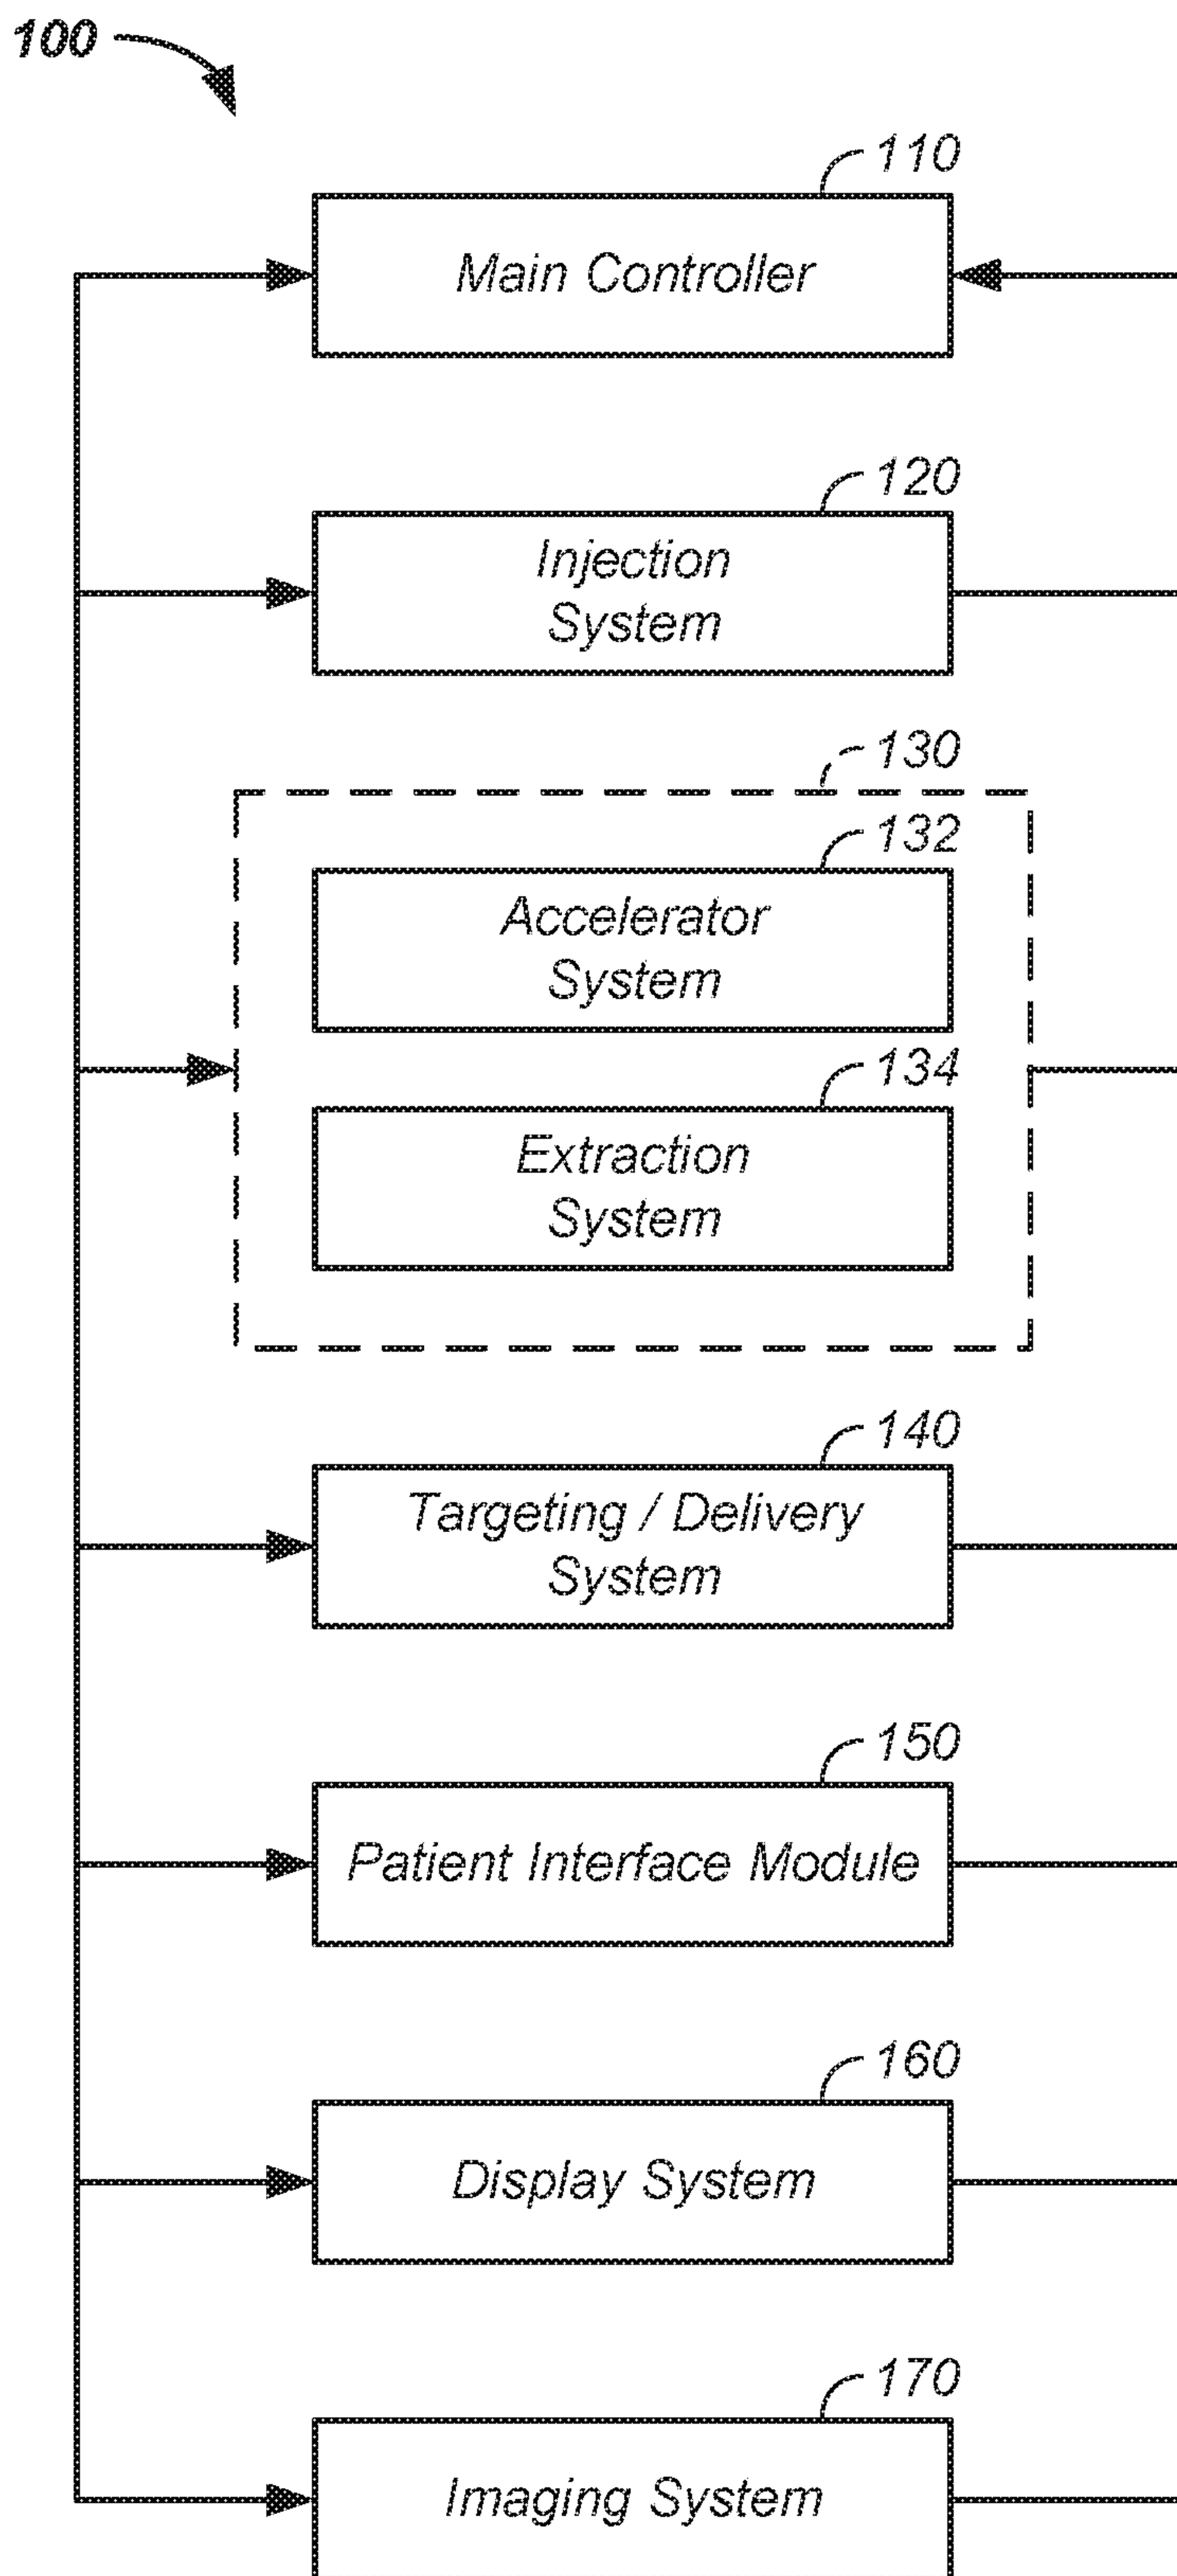 100
110
Main Controller
120
Injection
System
130
132
Accelerator
System
134
Extraction
System
140
Targeting / Delivery
System
150
Patient Interface Module
160
Display System
170
Imaging System